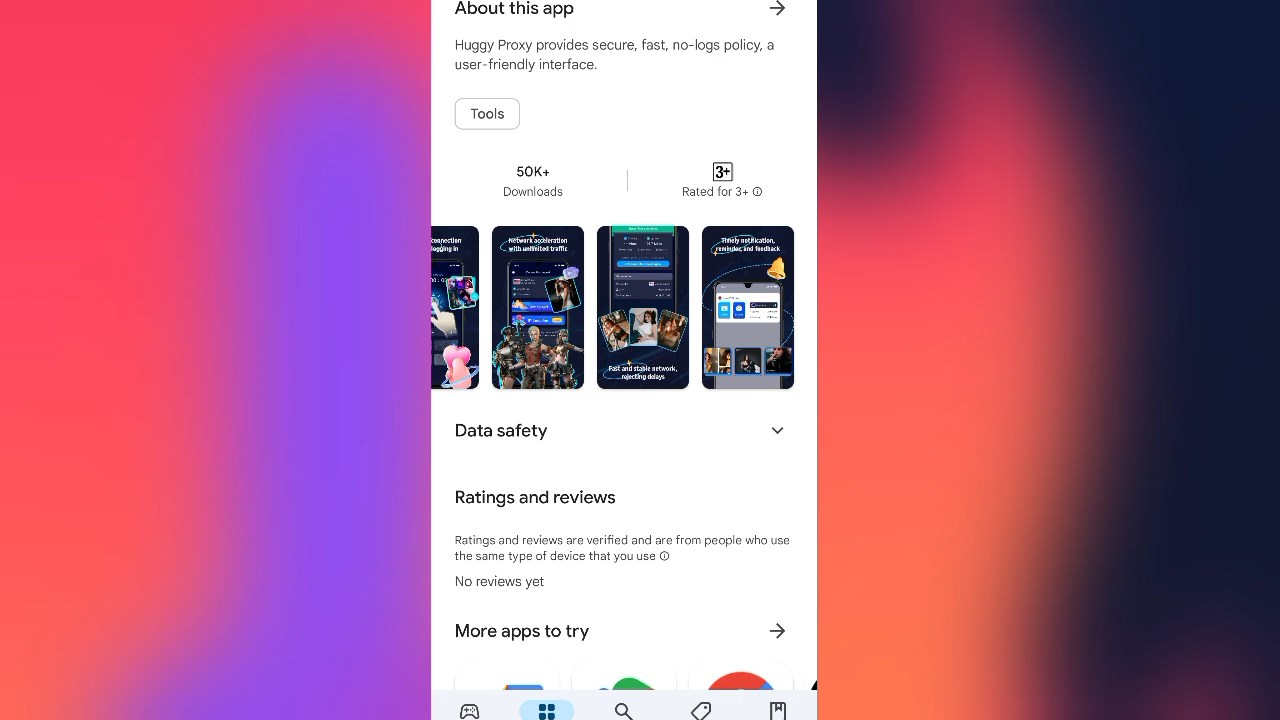 About this app
Huggy Proxy provides secure, fast, no-logs policy, a
user-friendly interface.
Tools
50K+
Downloads
3+
Rated for 3+
connection
logging in
Network acceleration
with unlimited traffic
Fast and stable network,
rejecting delays
Timely notification,
reminder, and feedback
Data safety
Ratings and reviews
Ratings and reviews are verified and are from people who use
the same type of device that you use
No reviews yet
More apps to try